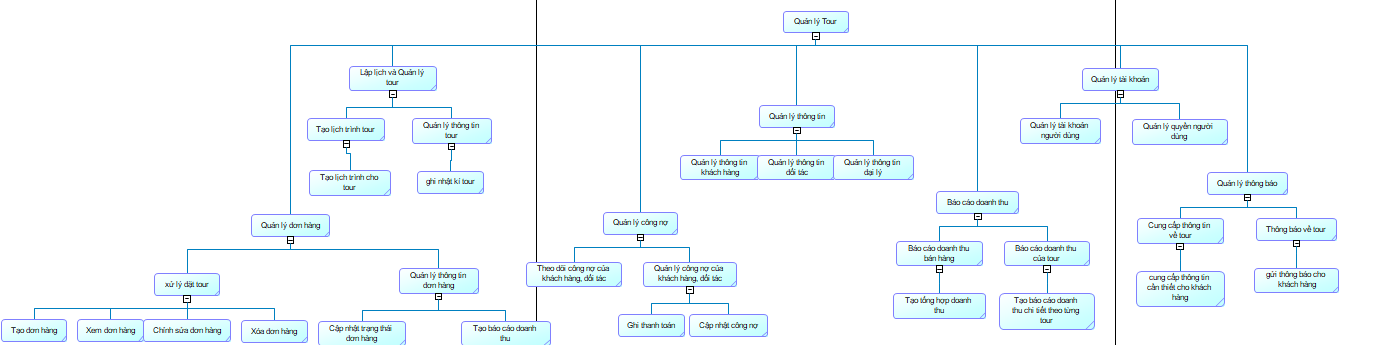 Quản lý Tour
Lập lịch và Quản lý
tour
Tạo lịch trình tour
Quản lý thông tin
tour
Tạo lịch trình cho
tour
ghi nhật kí tour
Quản lý đơn hàng
xử lý đặt tour
Quản lý thông tin
đơn hàng
Tạo đơn hàng
Xem đơn hàng
Chỉnh sửa đơn hàng
Xóa đơn hàng
Cập nhật trạng thái
đơn hàng
Tạo báo cáo doanh
thu
Quản lý công nợ
Theo dõi công nợ của
khách hàng, đối tác
Quản lý công nợ của
khách hàng, đối tác
Ghi thanh toán
Cập nhật công nợ
Quản lý thông tin
Quản lý thông tin
khách hàng
Quản lý thông tin
đối tác
Quản lý thông tin
đại lý
Báo cáo doanh thu
Báo cáo doanh thu
bán hàng
Báo cáo doanh thu
của tour
Tạo tổng hợp doanh
thu
Tạo báo cáo doanh
thu chi tiết theo từng
tour
Quản lý tài khoản
Quản lý tài khoản
người dùng
Quản lý quyền người
dùng
Quản lý thông báo
Cung cấp thông tin
về tour
Thông báo về tour
cung cấp thông tin
cần thiết cho khách
hàng
gửi thông báo cho
khách hàng